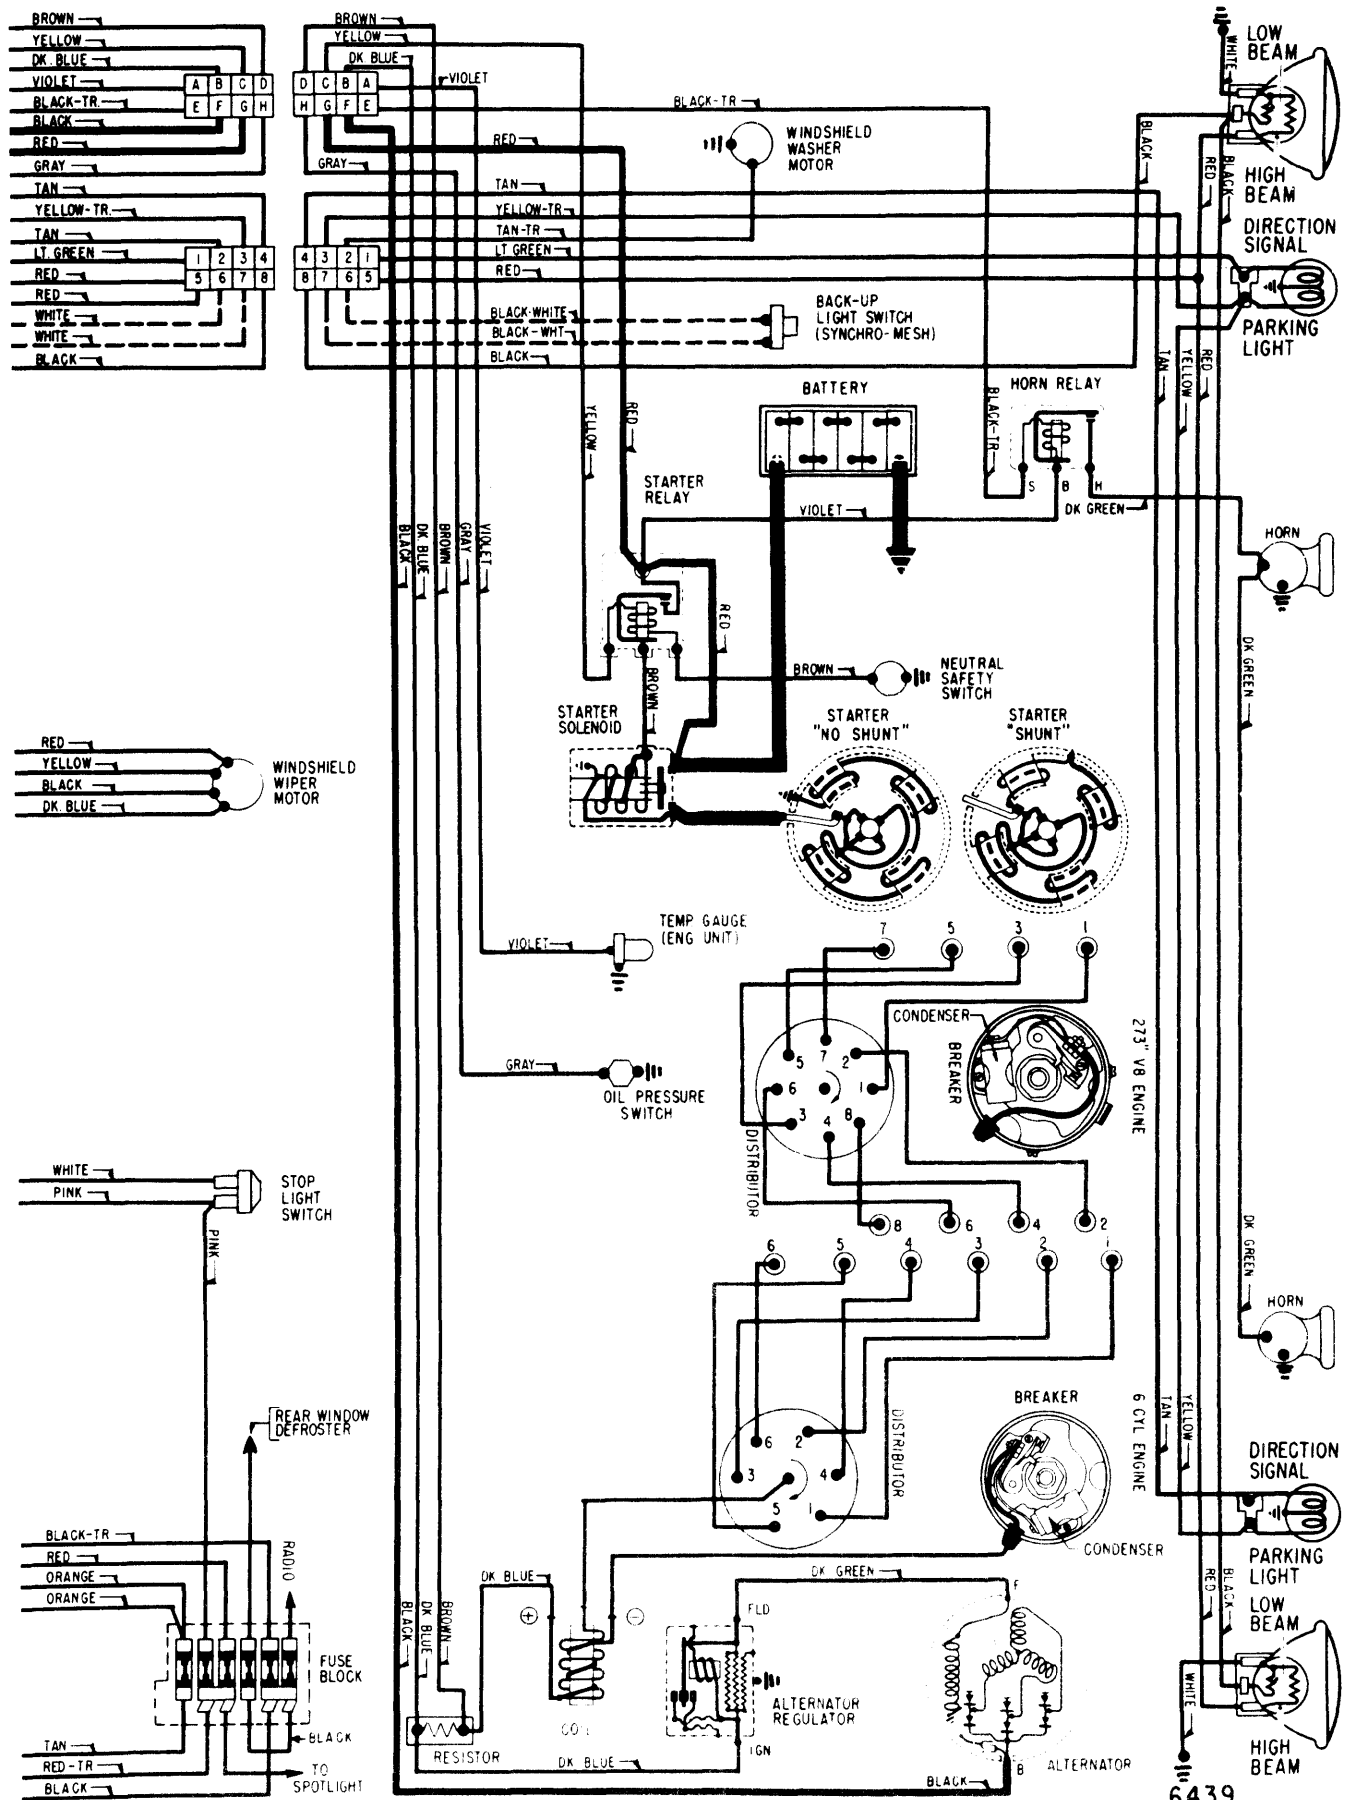 BROWN
YELLOW
DK. BLUE
VIOLET
BLACK-TR.
BLACK
RED
GRAY
TAN
YELLOW-TR.
TAN
LT. GREEN
RED
RED
WHITE
WHITE
BLACK
A B C D
E F G H
1 2 3 4
5 6 7 8
BROWN
YELLOW
DK BLUE
VIOLET
D C B A
H G F E
BLACK-TR
RED
GRAY
WINDSHIELD
WASHER
MOTOR
TAN
YELLOW-TR
TAN-TR
LT GREEN
RED
4 3 2 1
8 7 6 5
BLACK-WHITE
BLACK-WHT
BLACK
BACK-UP
LIGHT SWITCH
(SYNCHRO-MESH)
WHITE
LOW
BEAM
BLACK
RED
BLACK
HIGH
BEAM
DIRECTION
SIGNAL
PARKING
LIGHT
TAN
YELLOW
RED
BATTERY
HORN RELAY
BLACK-TR
S B H
DK GREEN
YELLOW
RED
STARTER
RELAY
VIOLET
HORN
BLACK
DK. BLUE
BROWN
GRAY
VIOLET
RED
BROWN
BROWN
NEUTRAL
SAFETY
SWITCH
DK GREEN
STARTER
SOLENOID
STARTER
"NO SHUNT"
STARTER
"SHUNT"
RED
YELLOW
BLACK
DK. BLUE
WINDSHIELD
WIPER
MOTOR
TEMP GAUGE
(ENG UNIT)
VIOLET
7 5 3 1
CONDENSER
BREAKER
273" V8 ENGINE
5 7 2
6 1
3 4 8
DISTRIBUTOR
GRAY
OIL PRESSURE
SWITCH
WHITE
PINK
STOP
LIGHT
SWITCH
PINK
8 6 4 2
6 5 4 3 2 1
DK GREEN
HORN
BREAKER
6 CYL ENGINE
TAN
YELLOW
DISTRIBUTOR
6 2
3 4
5 1
CONDENSER
DIRECTION
SIGNAL
PARKING
LIGHT
REAR WINDOW
DEFROSTER
BLACK-TR
RED
ORANGE
ORANGE
RADIO
FUSE
BLOCK
TAN
RED-TR
BLACK
BLACK
TO
SPOTLIGHT
BLACK
DK BLUE
BROWN
DK BLUE
RESISTOR
COIL
DK GREEN
FLD
F
ALTERNATOR
REGULATOR
IGN
DK BLUE
BLACK
B
ALTERNATOR
RED
BLACK
LOW
BEAM
WHITE
HIGH
BEAM
6439